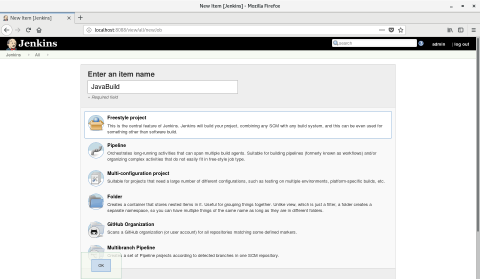 New Item [Jenkins] - Mozilla Firefox
New Item [Jenkins]
localhost:8080/view/all/newJob
Jenkins
search
admin
log out
Jenkins
All
Enter an item name
JavaBuild
» Required field
Freestyle project
This is the central feature of Jenkins. Jenkins will build your project, combining any SCM with any build system, and this can be even used for
something other than software build.
Pipeline
Orchestrates long-running activities that can span multiple build agents. Suitable for building pipelines (formerly known as workflows) and/or
organizing complex activities that do not easily fit in free-style job type.
Multi-configuration project
Suitable for projects that need a large number of different configurations, such as testing on multiple environments, platform-specific builds, etc.
Folder
Creates a container that stores nested items in it. Useful for grouping things together. Unlike view, which is just a filter, a folder creates a
separate namespace, so you can have multiple things of the same name as long as they are in different folders.
GitHub Organization
Scans a GitHub organization (or user account) for all repositories matching some defined markers.
Multibranch Pipeline
a set of Pipeline projects according to detected branches in one SCM repository.
OK